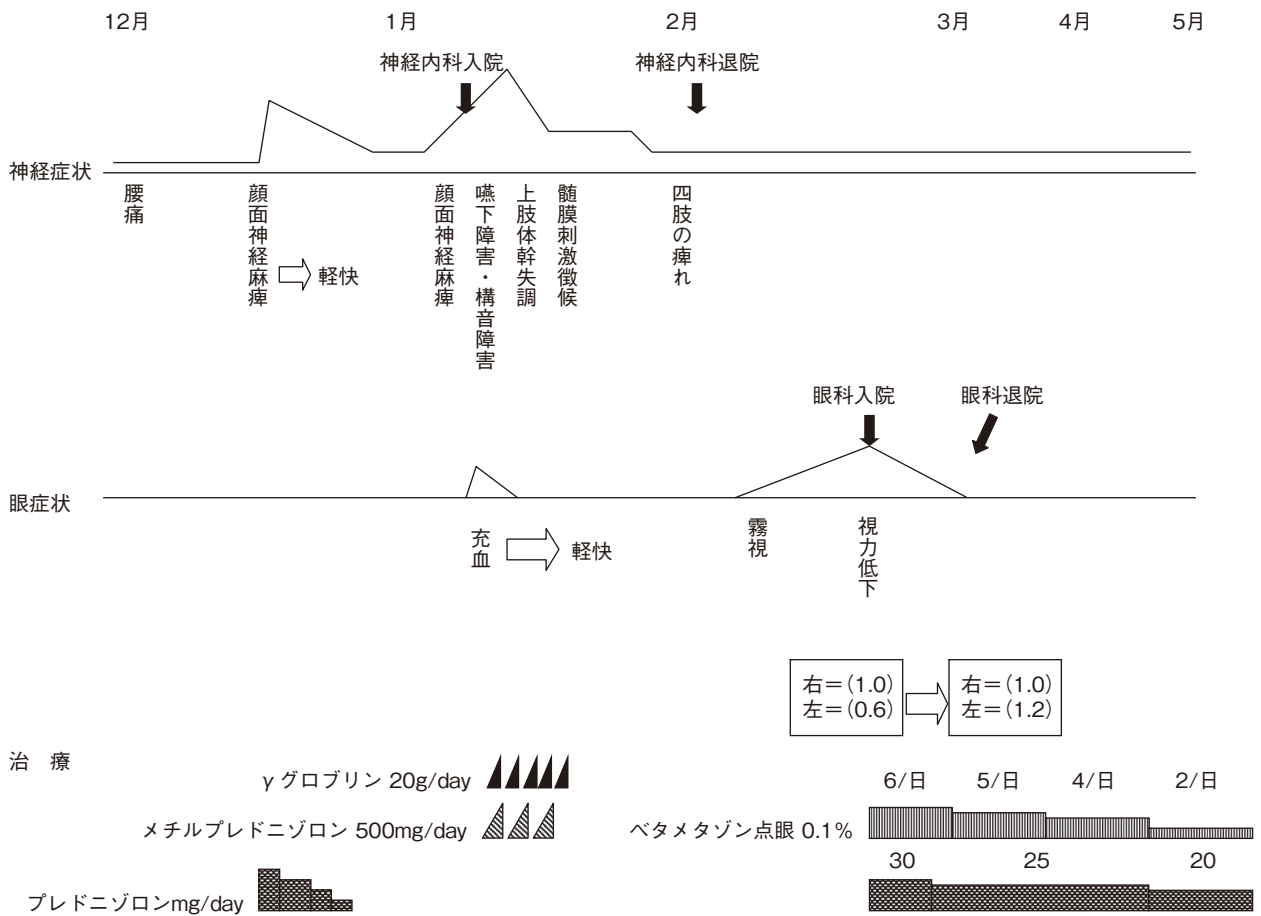 12月 1月 2月 3月 4月 5月
神経内科入院 神経内科退院
神経症状
腰痛
顔面神経麻痺
軽快
顔面神経麻痺
嚥下障害・構音障害
上肢体幹失調
髄膜刺激徴候
四肢の痺れ
眼科入院 眼科退院
眼症状
充血
軽快
霧視
視力低下
右=(1.0)
左=(0.6)
右=(1.0)
左=(1.2)
治 療
γグロブリン 20g/day
メチルプレドニゾロン 500mg/day
ベタメタゾン点眼 0.1%
6/日 5/日 4/日 2/日
30 25 20
プレドニゾロンmg/day